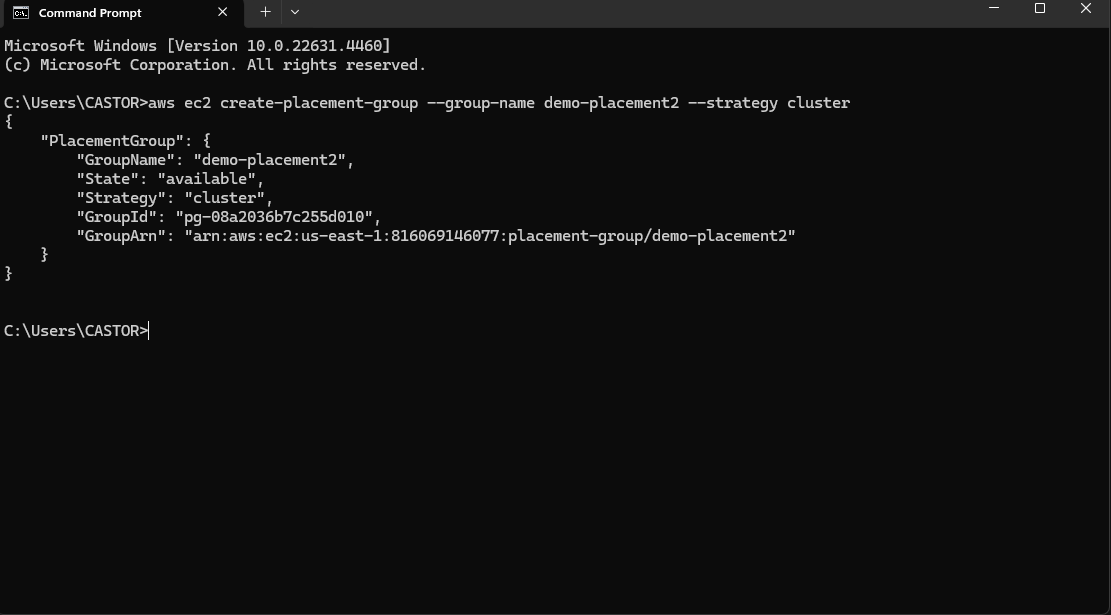 Command Prompt
Microsoft Windows [Version 10.0.22631.4460]
(c) Microsoft Corporation. All rights reserved.
C:\Users\CASTOR>aws ec2 create-placement-group --group-name demo-placement2 --strategy cluster
{
    "PlacementGroup": {
        "GroupName": "demo-placement2",
        "State": "available",
        "Strategy": "cluster",
        "GroupId": "pg-08a2036b7c255d010",
        "GroupArn": "arn:aws:ec2:us-east-1:816069146077:placement-group/demo-placement2"
    }
}
C:\Users\CASTOR>